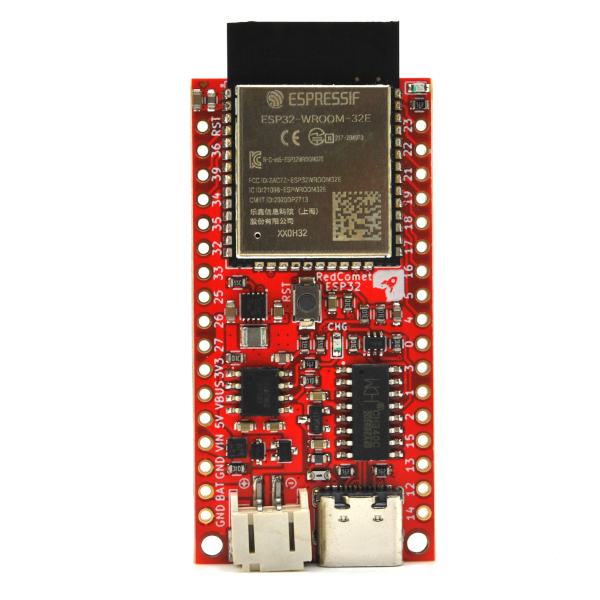 ESPRESSIF
ESP32-WROOM-32E
FCC ID:2AC7Z-ESP32WROOM32E
IC ID:21098-ESPWROOM32E
CMIIT ID:2020DP2713
乐鑫信息科技（上海）
股份有限公司
XX0H32
RedComet
ESP32
RST
CHG
RST
36
39
34
35
32
33
25
26
27
3V3
VBUS
5V
VIN
GND
BAT
GND
23
22
19
21
18
17
16
5
4
0
3
1
2
15
13
12
14